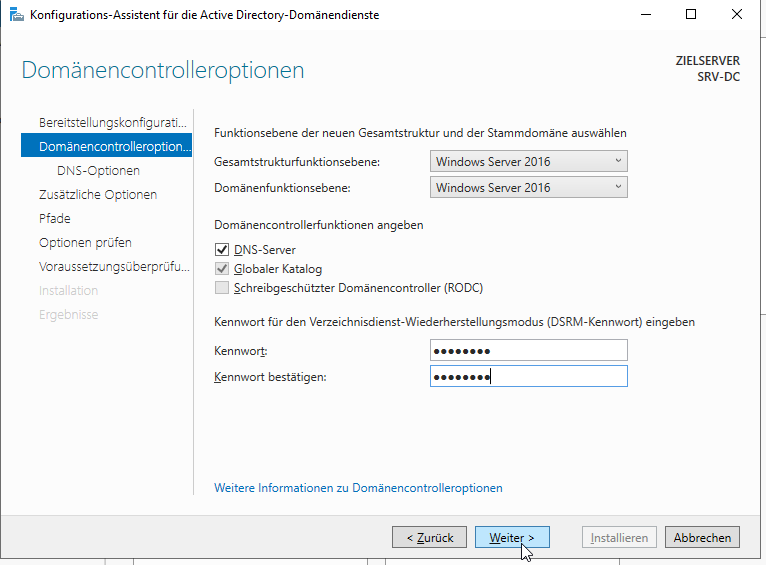 Konfigurations-Assistent für die Active Directory-Domänendienste
Domänencontrolleroptionen
ZIELSERVER
SRV-DC
Bereitstellungskonfigurati...
Domänencontrolleroption...
DNS-Optionen
Zusätzliche Optionen
Pfade
Optionen prüfen
Voraussetzungsüberprüfu...
Installation
Ergebnisse
Funktionsebene der neuen Gesamtstruktur und der Stammdomäne auswählen
Gesamtstrukturfunktionsebene: Windows Server 2016
Domänenfunktionsebene: Windows Server 2016
Domänencontrollerfunktionen angeben
DNS-Server
Globaler Katalog
Schreibgeschützter Domänencontroller (RODC)
Kennwort für den Verzeichnisdienst-Wiederherstellungsmodus (DSRM-Kennwort) eingeben
Kennwort: ●●●●●●●●
Kennwort bestätigen: ●●●●●●●●
Weitere Informationen zu Domänencontrolleroptionen
< Zurück Weiter > Installieren Abbrechen